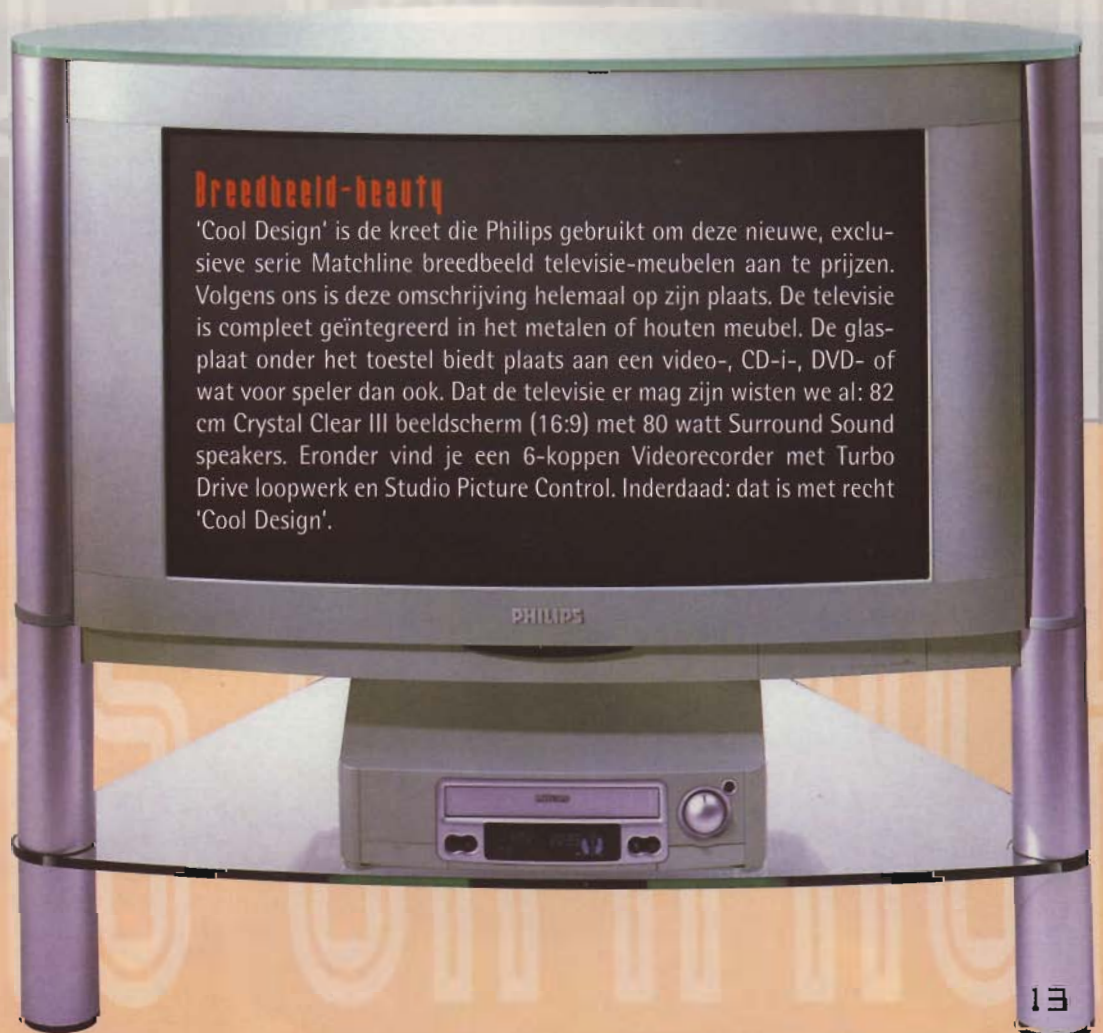 Breedbeeld-beauty
'Cool Design' is de kreet die Philips gebruikt om deze nieuwe, exclu-
sieve serie Matchline breedbeeld televisie-meubelen aan te prijzen.
Volgens ons is deze omschrijving helemaal op zijn plaats. De televisie
is compleet geïntegreerd in het metalen of houten meubel. De glas-
plaat onder het toestel biedt plaats aan een video-, CD-i-, DVD- of
wat voor speler dan ook. Dat de televisie er mag zijn wisten we al: 82
cm Crystal Clear III beeldscherm (16:9) met 80 watt Surround Sound
speakers. Eronder vind je een 6-koppen Videorecorder met Turbo
Drive loopwerk en Studio Picture Control. Inderdaad: dat is met recht
'Cool Design'.
PHILIPS
13